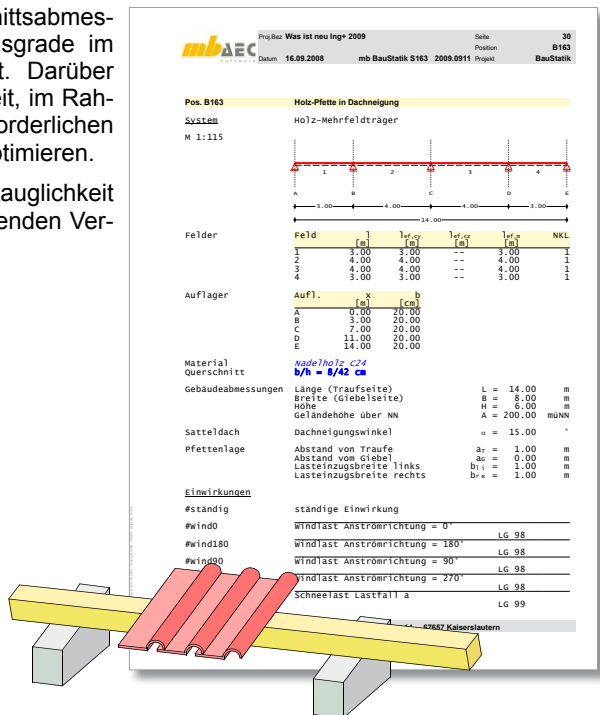 nittsabmes-
sgrade im
t. Darüber
eit, im Rah-
orderlichen
otimieren.
tauglichkeit
enden Ver-
mbAEC
Software
Proj.Bez Was ist neu Ing+ 2009 Seite 30
Position B163
Datum 16.09.2008 mb BauStatik S163 2009.0911 Projekt BauStatik
Pos. B163 Holz-Pfette in Dachneigung
System Holz-Mehrfeldträger
M 1:115
1 2 3 4
A B C D E
3.00 4.00 4.00 3.00
14.00
Felder Feld l lef,cy lef,cz lef,m NKL
[m] [m] [m] [m]
1 3.00 3.00 -- 3.00 1
2 4.00 4.00 -- 4.00 1
3 4.00 4.00 -- 4.00 1
4 3.00 3.00 -- 3.00 1
Auflager Aufl. x b
[m] [cm]
A 0.00 20.00
B 3.00 20.00
C 7.00 20.00
D 11.00 20.00
E 14.00 20.00
Material Nadelholz C24
Querschnitt b/h = 8/42 cm
Gebäudeabmessungen Länge (Traufseite) L = 14.00 m
Breite (Giebelseite) B = 8.00 m
Höhe H = 6.00 m
Geländehöhe über NN A = 200.00 müNN
Satteldach Dachneigungswinkel α = 15.00 °
Pfettenlage Abstand von Traufe aT = 1.00 m
Abstand vom Giebel aG = 0.00 m
Lasteinzugsbreite links bli = 1.00 m
Lasteinzugsbreite rechts bre = 1.00 m
Einwirkungen
#ständig ständige Einwirkung
#Wind0 Windlast Anströmrichtung = 0°
LG 98
#Wind180 Windlast Anströmrichtung = 180°
LG 98
#Wind90 Windlast Anströmrichtung = 90°
LG 98
Windlast Anströmrichtung = 270°
LG 98
Schneelast Lastfall a
LG 99
67657 Kaiserslautern